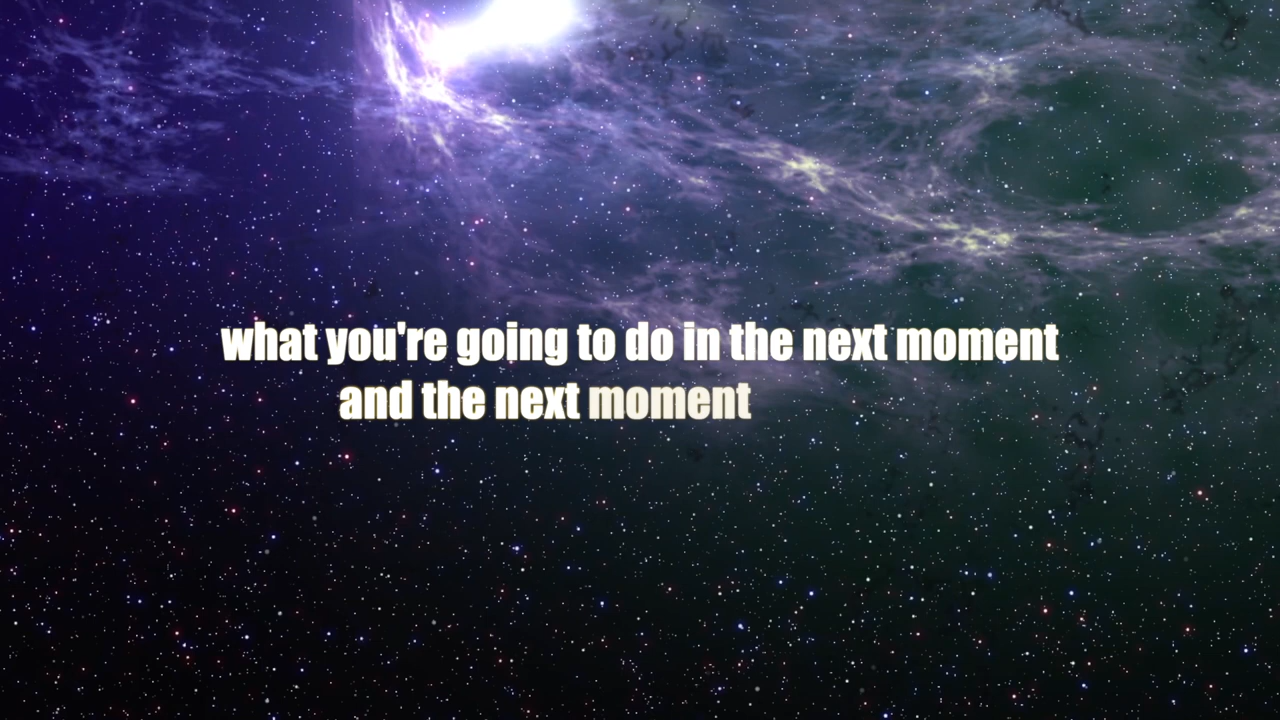 what you're going to do in the next moment
and the next moment